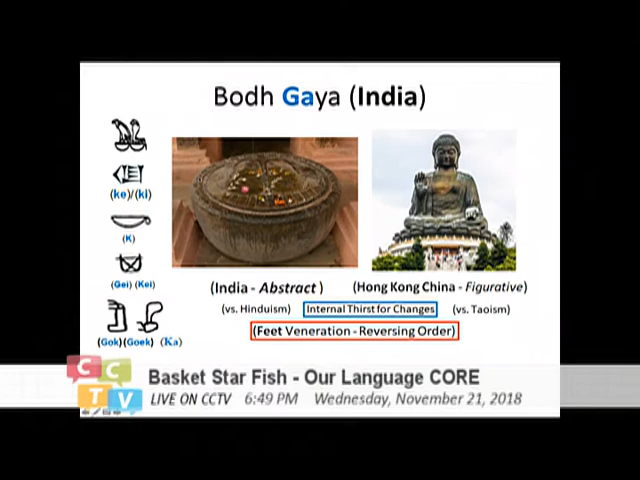 Bodh Gaya (India)
(ke)/(ki)
(K)
(Gei) (Kei)
(Gok)(Goek) (Ka)
(India - Abstract )
(Hong Kong China - Figurative)
(vs. Hinduism)
Internal Thirst for Changes
(vs. Taoism)
(Feet Veneration - Reversing Order)
CCTV
Basket Star Fish - Our Language CORE
LIVE ON CCTV 6:49 PM Wednesday, November 21, 2018